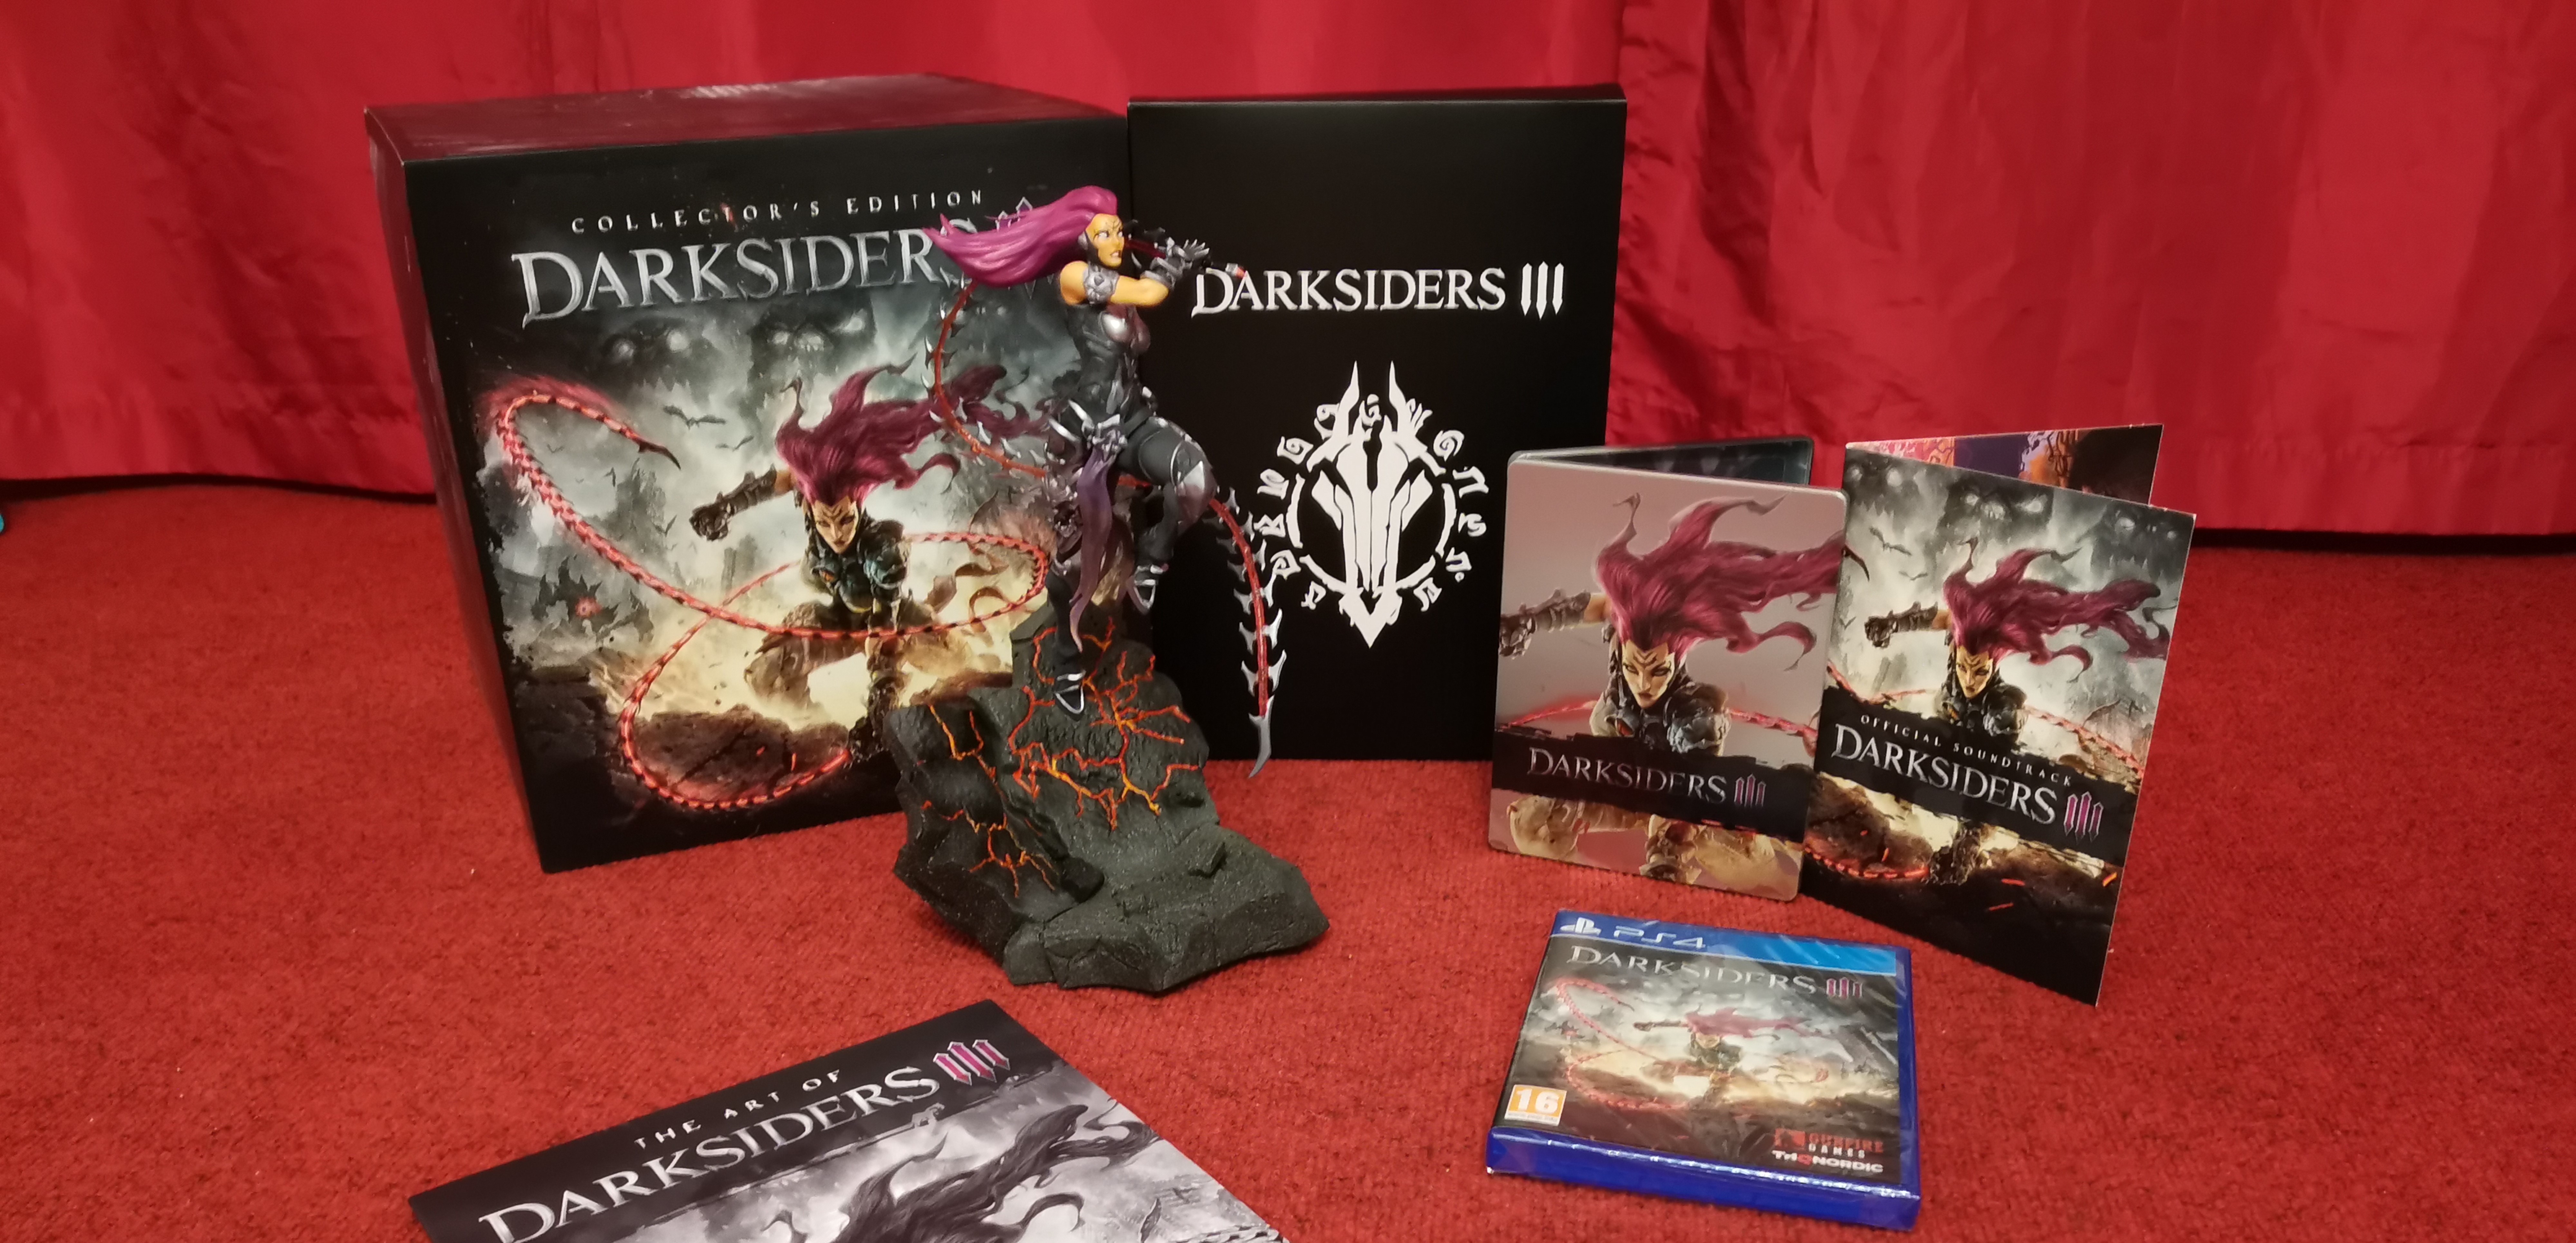 COLLECTOR'S EDITION
DARKSIDERS III
DARKSIDERS III
DARKSIDERS III
OFFICIAL SOUNDTRACK
DARKSIDERS III
PS4
DARKSIDERS III
16
GUNFIRE
GAMES
THQ NORDIC
THE ART OF
DARKSIDERS III